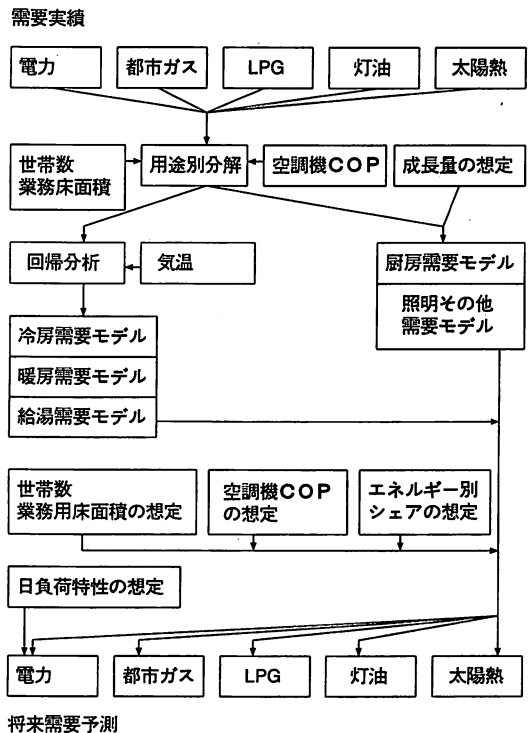 需要実績
電力
都市ガス
LPG
灯油
太陽熱
世帯数
業務床面積
用途別分解
空調機COP
成長量の想定
回帰分析
気温
厨房需要モデル
照明その他
需要モデル
冷房需要モデル
暖房需要モデル
給湯需要モデル
世帯数
業務用床面積の想定
空調機COP
の想定
エネルギー別
シェアの想定
日負荷特性の想定
電力
都市ガス
LPG
灯油
太陽熱
将来需要予測